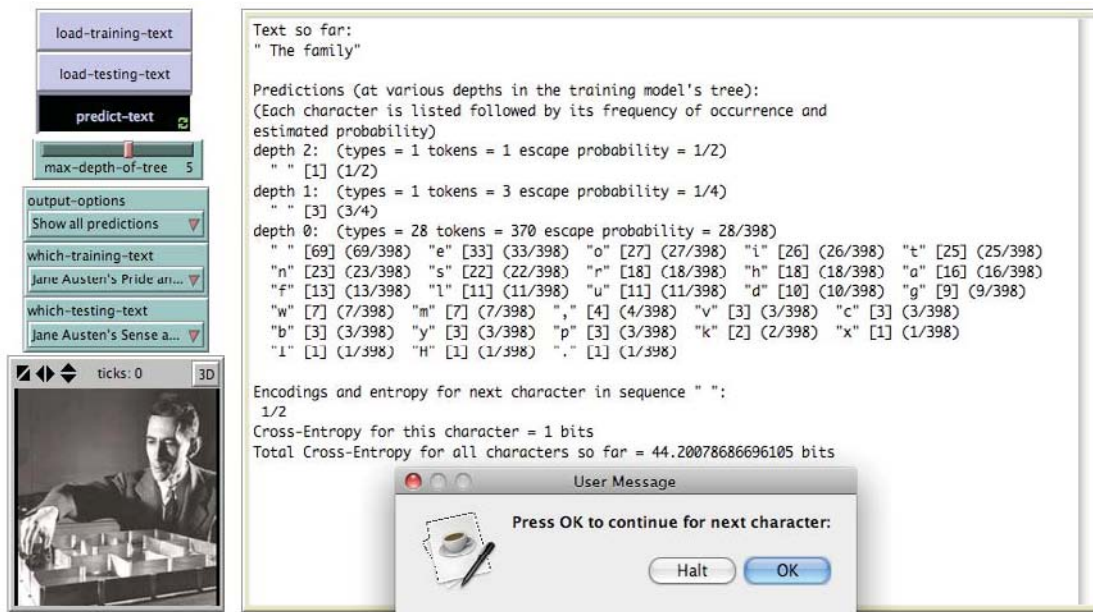 load-training-text
load-testing-text
predict-text
max-depth-of-tree 5
output-options
Show all predictions
which-training-text
Jane Austen's Pride an...
which-testing-text
Jane Austen's Sense a...
ticks: 0
3D
Text so far:
" The family"
Predictions (at various depths in the training model's tree):
(Each character is listed followed by its frequency of occurrence and
estimated probability)
depth 2: (types = 1 tokens = 1 escape probability = 1/2)
" " [1] (1/2)
depth 1: (types = 1 tokens = 3 escape probability = 1/4)
" " [3] (3/4)
depth 0: (types = 28 tokens = 370 escape probability = 28/398)
" " [69] (69/398) "e" [33] (33/398) "o" [27] (27/398) "i" [26] (26/398) "t" [25] (25/398)
"n" [23] (23/398) "s" [22] (22/398) "r" [18] (18/398) "h" [18] (18/398) "a" [16] (16/398)
"f" [13] (13/398) "l" [11] (11/398) "u" [11] (11/398) "d" [10] (10/398) "g" [9] (9/398)
"w" [7] (7/398) "m" [7] (7/398) "," [4] (4/398) "v" [3] (3/398) "c" [3] (3/398)
"b" [3] (3/398) "y" [3] (3/398) "p" [3] (3/398) "k" [2] (2/398) "x" [1] (1/398)
"I" [1] (1/398) "H" [1] (1/398) "." [1] (1/398)
Encodings and entropy for next character in sequence " ":
1/2
Cross-Entropy for this character = 1 bits
Total Cross-Entropy for all characters so far = 44.20078686696105 bits
User Message
Press OK to continue for next character:
Halt
OK